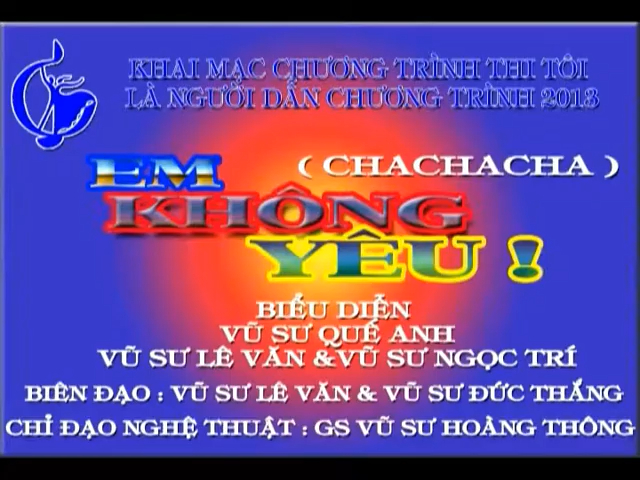 KHAI MẠC CHƯƠNG TRÌNH THI TÔI
LÀ NGƯỜI DẪN CHƯƠNG TRÌNH 2013
( CHACHACHA )
EM
KHÔNG
YÊU !
BIỂU DIỄN
VŨ SƯ QUẾ ANH
VŨ SƯ LÊ VĂN &VŨ SƯ NGỌC TRÍ
BIÊN ĐẠO : VŨ SƯ LÊ VĂN & VŨ SƯ ĐỨC THẮNG
CHỈ ĐẠO NGHỆ THUẬT : GS VŨ SƯ HOÀNG THÔNG